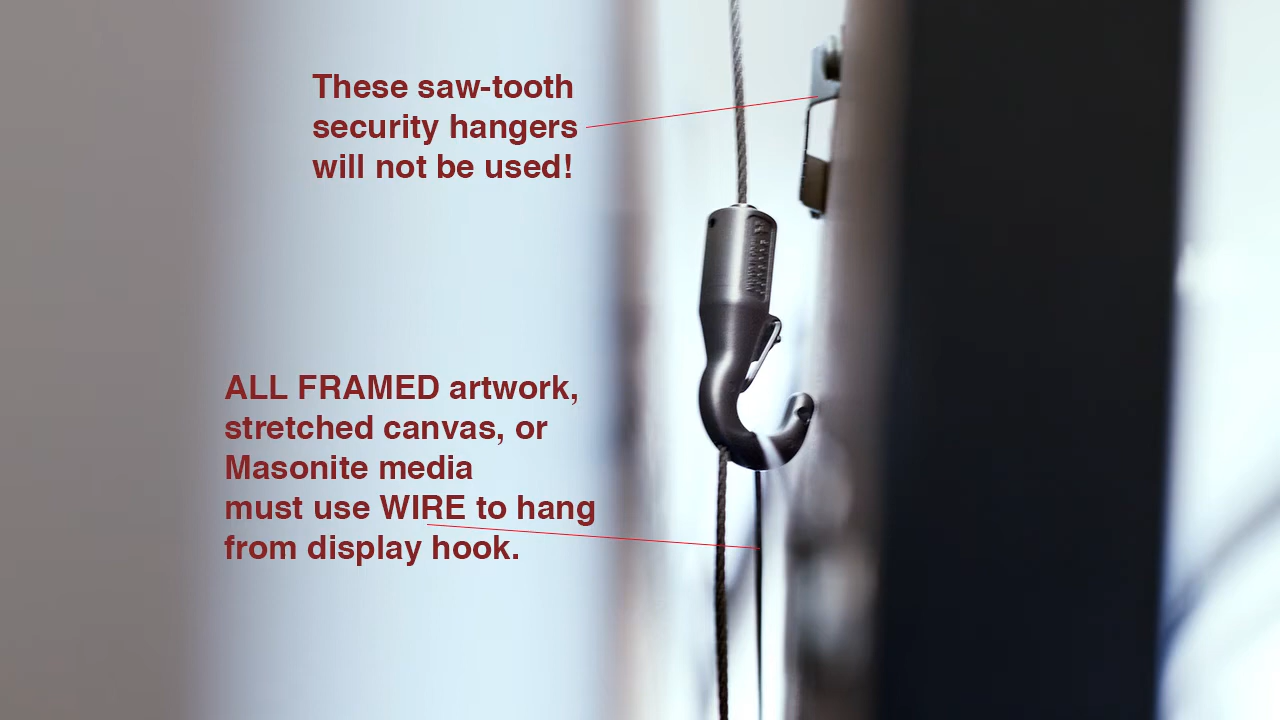 These saw-tooth
security hangers
will not be used!
ALL FRAMED artwork,
stretched canvas, or
Masonite media
must use WIRE to hang
from display hook.